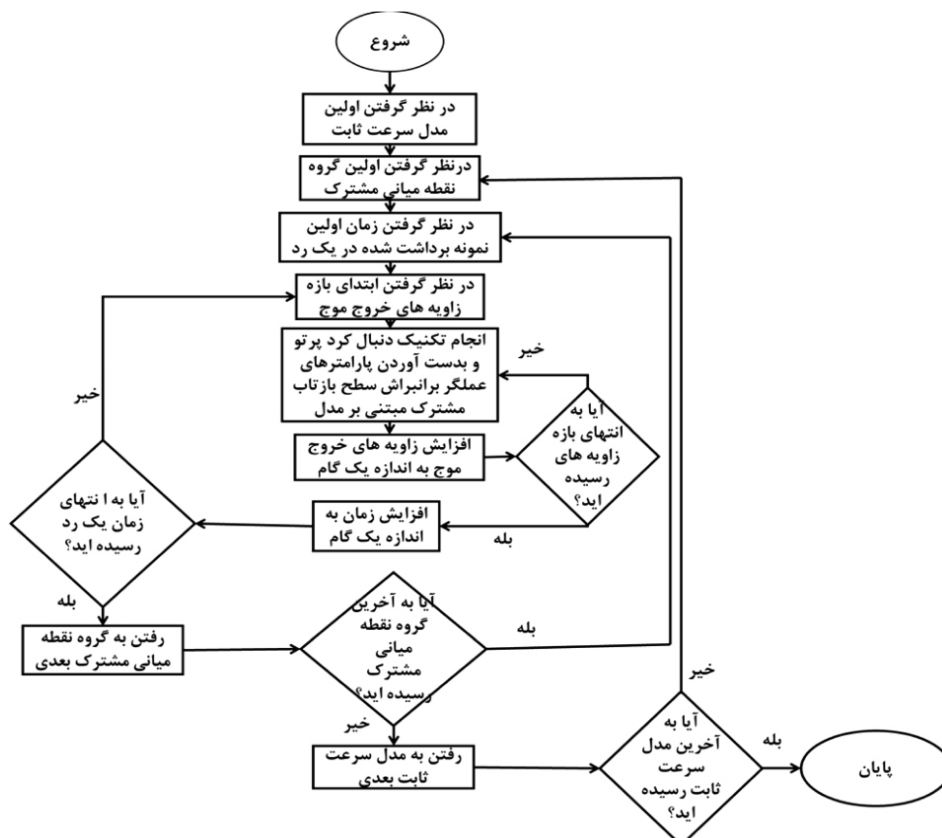 شروع
در نظر گرفتن اولین
مدل سرعت ثابت
درنظر گرفتن اولین گروه
نقطه میانی مشترک
در نظر گرفتن زمان اولین
نمونه برداشت شده در یک رد
در نظر گرفتن ابتدای بازه
زاویه های خروج موج
انجام تکنیک دنبال کرد پرتو
و بدست آوردن پارامترهای
عملگر برانبراش سطح بازتاب
مشترک مبتنی بر مدل
خیر
افزایش زاویه های خروج
موج به اندازه یک گام
آیا به
انتهای بازه
زاویه های
رسیده
اید؟
بله
افزایش زمان به
اندازه یک گام
خیر
آیا به ا نتهای
زمان یک رد
رسیده اید؟
بله
رفتن به گروه نقطه
میانی مشترک بعدی
آیا به آخرین
گروه نقطه
میانی
مشترک
رسیده اید؟
بله
خیر
رفتن به مدل سرعت
ثابت بعدی
خیر
آیا به
آخرین مدل
سرعت
ثابت رسیده
اید؟
بله
پایان